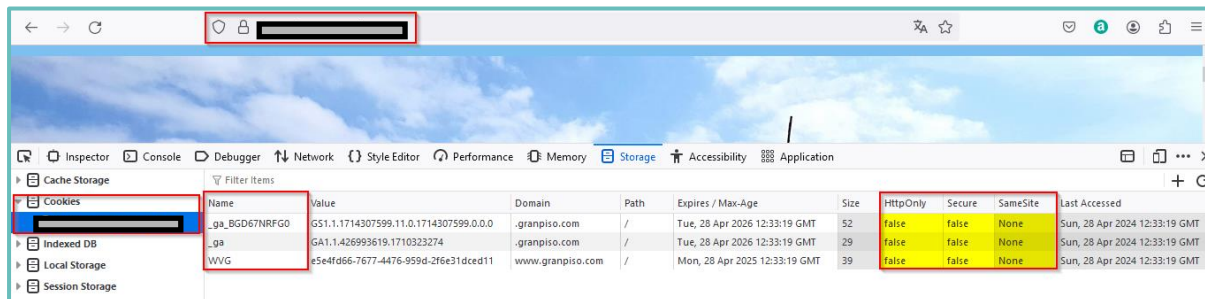 Inspector Console Debugger Network Style Editor Performance Memory Storage Accessibility Application
Cache Storage Filter Items
Cookies Name Value Domain Path Expires / Max-Age Size HttpOnly Secure SameSite Last Accessed
_ga_BGD67NRFG0 GS1.1.1714307599.11.0.1714307599.0.0.0 .granpiso.com / Tue, 28 Apr 2026 12:33:19 GMT 52 false false None Sun, 28 Apr 2024 12:33:19 GMT
_ga GA1.1.426993619.1710323274 .granpiso.com / Tue, 28 Apr 2026 12:33:19 GMT 29 false false None Sun, 28 Apr 2024 12:33:19 GMT
Indexed DB
WVG e5e4fd66-7677-4476-959d-2f6e31dced11 www.granpiso.com / Mon, 28 Apr 2025 12:33:19 GMT 39 false false None Sun, 28 Apr 2024 12:33:19 GMT
Local Storage
Session Storage